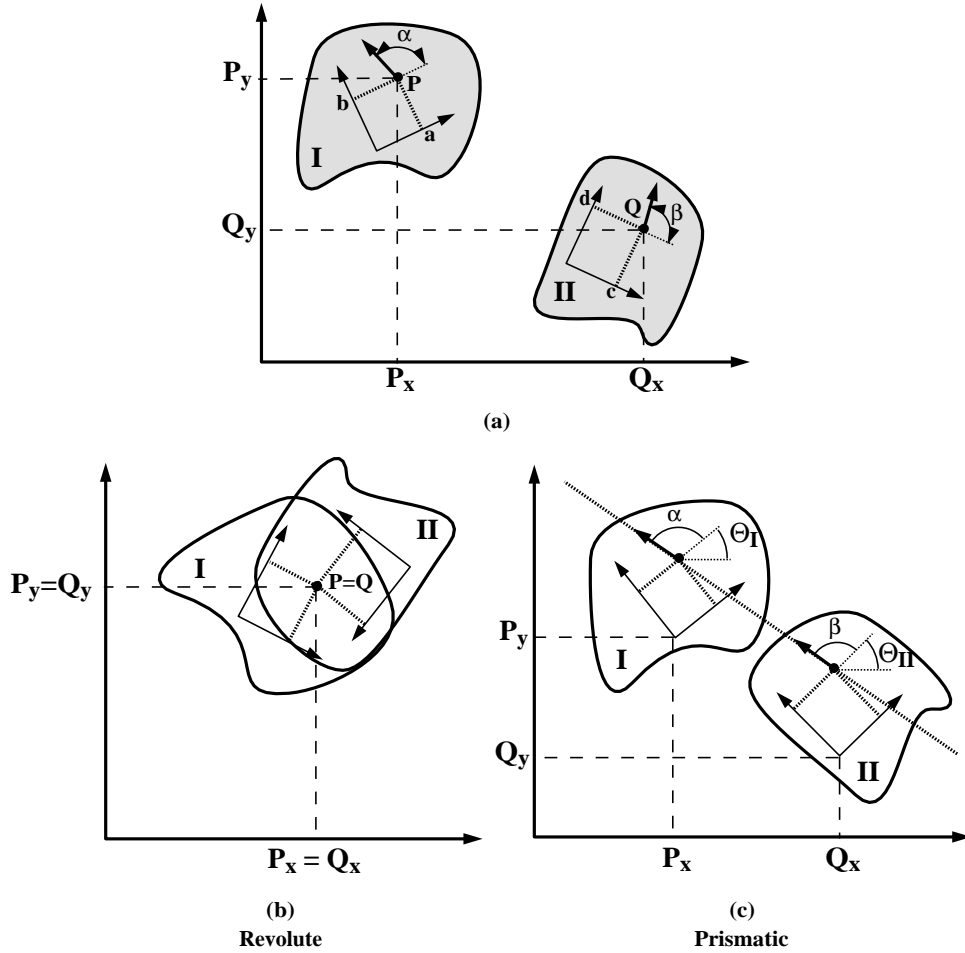 α
P_y
P
b
a
I
d
Q
β
Q_y
II
c
P_x
Q_x
(a)
II
I
P_y=Q_y
P=Q
P_x = Q_x
(b)
Revolute
α
Θ_I
P_y
β
I
Θ_II
Q_y
II
P_x
Q_x
(c)
Prismatic